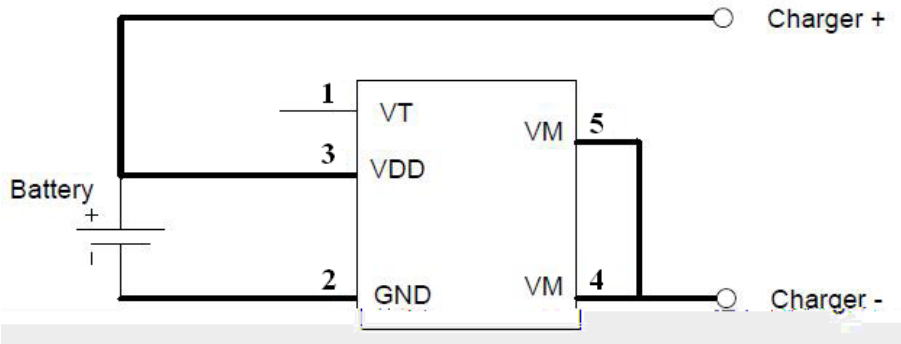 Charger +
1
VT
VM
5
3
VDD
Battery
+
2
GND
VM
4
Charger -